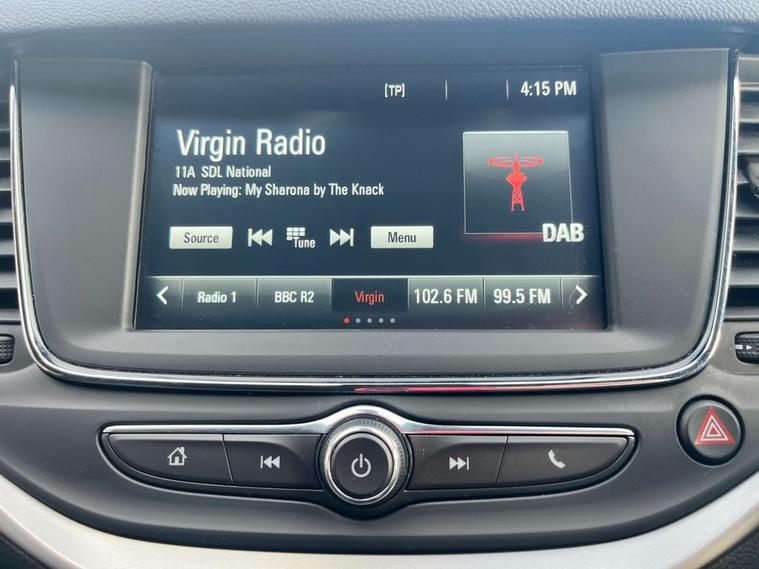 [TP] 4:15 PM
Virgin Radio
11A SDL National
Now Playing: My Sharona by The Knack
DAB
Source Tune Menu
Radio 1 BBC R2 Virgin 102.6 FM 99.5 FM